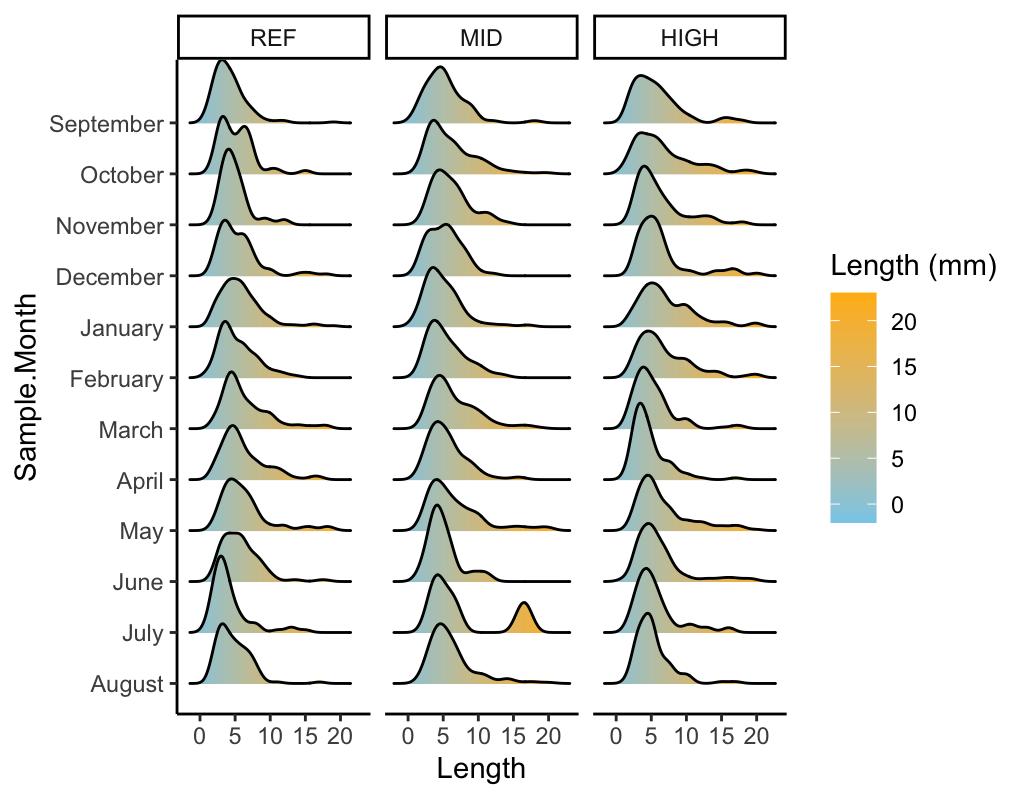 REF MID HIGH
September
October
November
December
January
February
March
April
May
June
July
August
Sample.Month
0 5 10 15 20 0 5 10 15 20 0 5 10 15 20
Length
Length (mm)
20
15
10
5
0